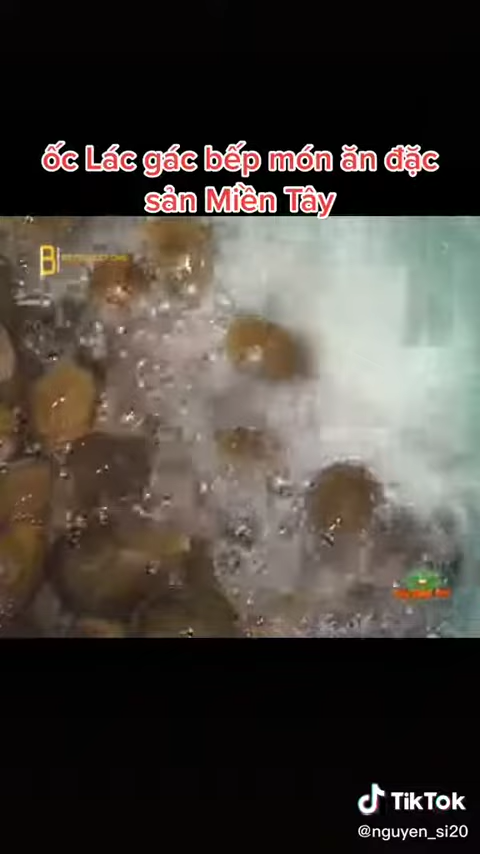 ốc Lác gác bếp món ăn đặc
sản Miền Tây
TikTok
@nguyen_si20